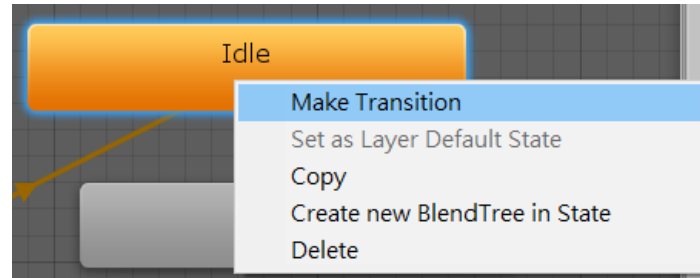 Idle
Make Transition
Set as Layer Default State
Copy
Create new BlendTree in State
Delete